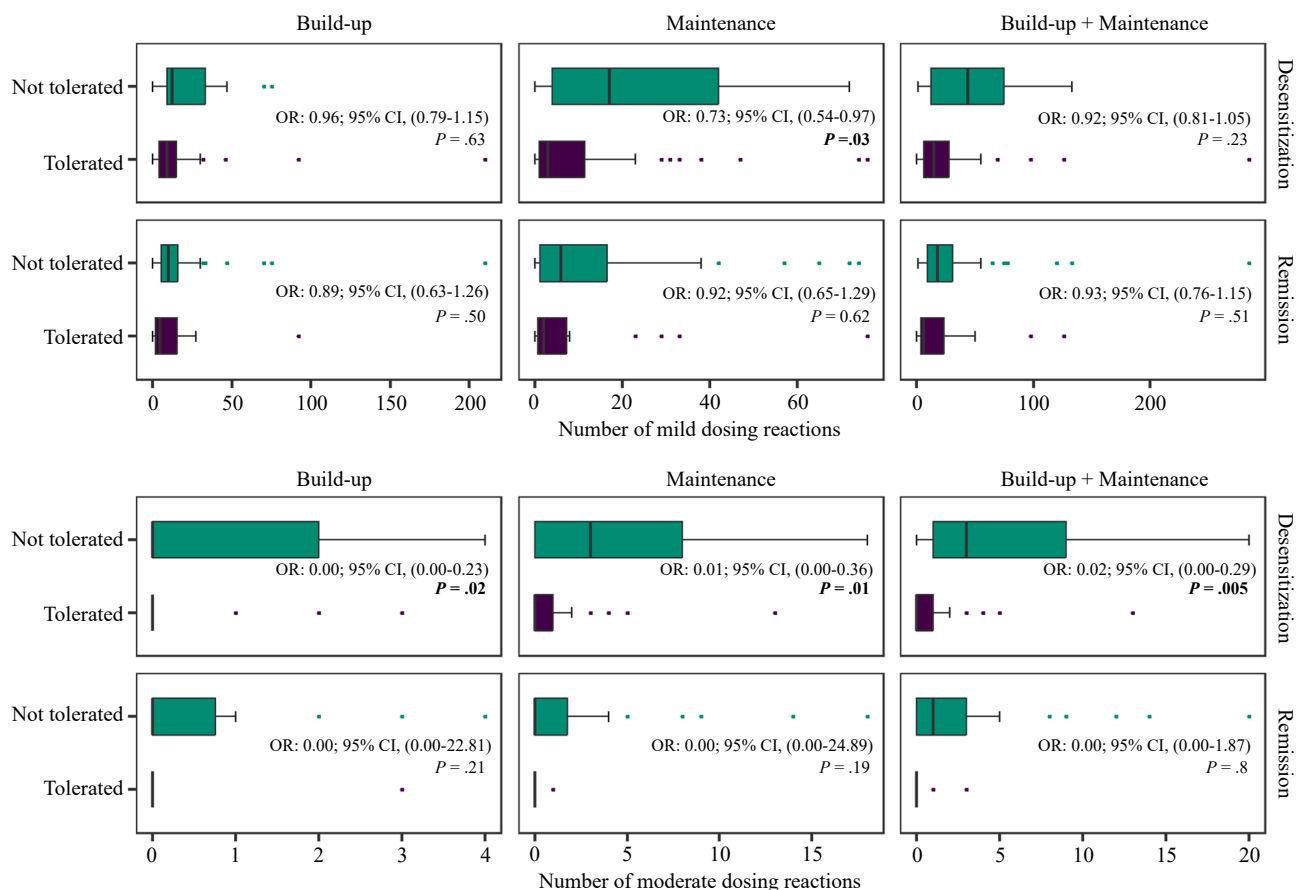 Build-up
Maintenance
Build-up + Maintenance
Not tolerated
OR: 0.96; 95% CI, (0.79-1.15)
P = .63
OR: 0.73; 95% CI, (0.54-0.97)
P =.03
OR: 0.92; 95% CI, (0.81-1.05)
P = .23
Tolerated
Desensitization
Not tolerated
OR: 0.89; 95% CI, (0.63-1.26)
P = .50
OR: 0.92; 95% CI, (0.65-1.29)
P = 0.62
OR: 0.93; 95% CI, (0.76-1.15)
P = .51
Tolerated
Remission
0 50 100 150 200
0 20 40 60
0 100 200
Number of mild dosing reactions
Build-up
Maintenance
Build-up + Maintenance
Not tolerated
OR: 0.00; 95% CI, (0.00-0.23)
P = .02
OR: 0.01; 95% CI, (0.00-0.36)
P = .01
OR: 0.02; 95% CI, (0.00-0.29)
P = .005
Tolerated
Desensitization
Not tolerated
OR: 0.00; 95% CI, (0.00-22.81)
P = .21
OR: 0.00; 95% CI, (0.00-24.89)
P = .19
OR: 0.00; 95% CI, (0.00-1.87)
P = .8
Tolerated
Remission
0 1 2 3 4
0 5 10 15
0 5 10 15 20
Number of moderate dosing reactions